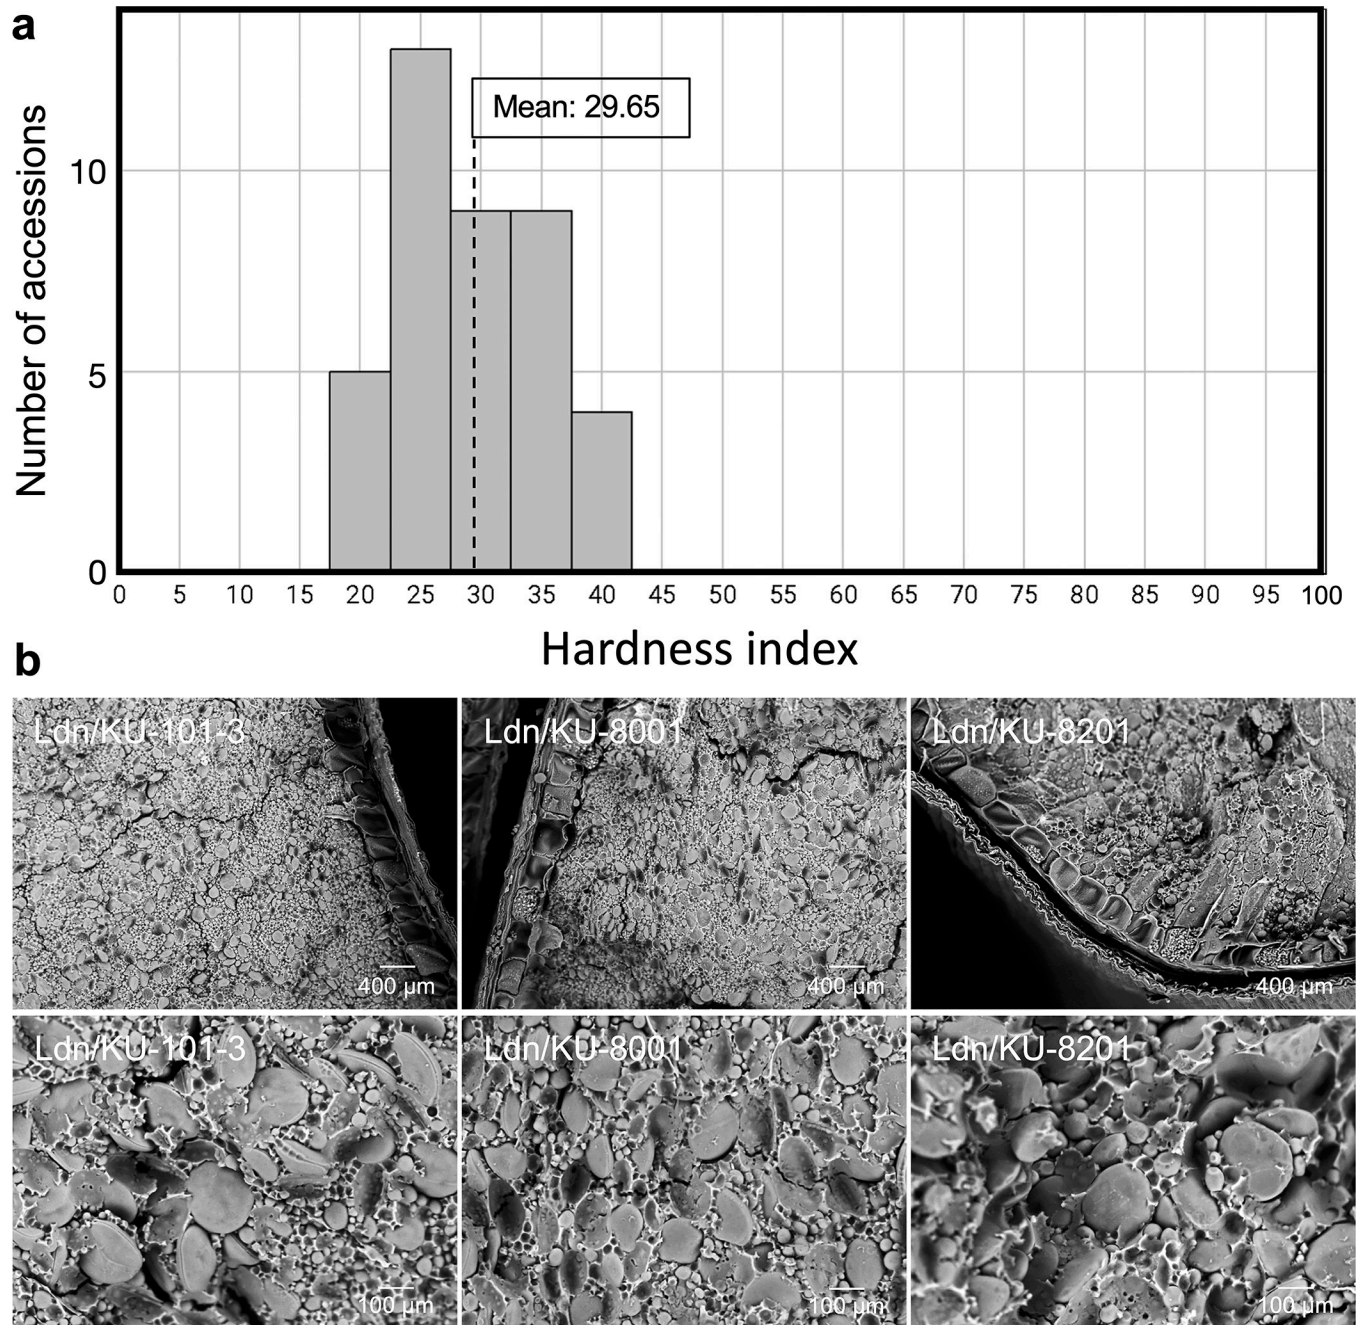 a
Number of accessions
10
5
0
Mean: 29.65
0 5 10 15 20 25 30 35 40 45 50 55 60 65 70 75 80 85 90 95 100
Hardness index
b
Ldn/KU-101-3 Ldn/KU-8001 Ldn/KU-8201
400 µm 400 µm 400 µm
Ldn/KU-101-3 Ldn/KU-8001 Ldn/KU-8201
100 µm 100 µm 100 µm